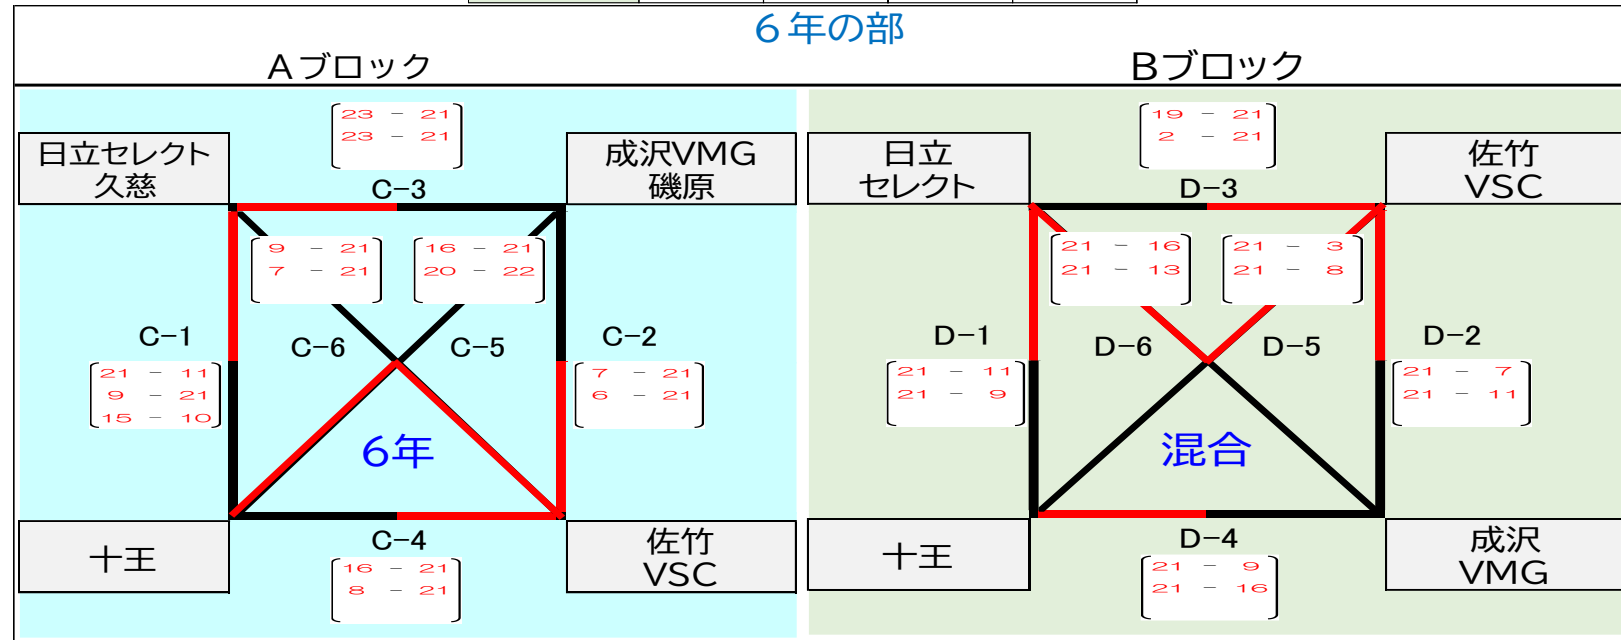 6年の部
Aブロック
Bブロック
23 - 21
23 - 21
日立セレクト
久慈
成沢VMG
磯原
C-3
9 - 21
7 - 21
16 - 21
20 - 22
C-1
C-6
C-5
C-2
21 - 11
9 - 21
15 - 10
7 - 21
6 - 21
6年
十王
C-4
佐竹
VSC
16 - 21
8 - 21
19 - 21
2 - 21
日立
セレクト
佐竹
VSC
D-3
21 - 16
21 - 13
21 - 3
21 - 8
D-1
D-6
D-5
D-2
21 - 11
21 - 9
21 - 7
21 - 11
混合
十王
D-4
成沢
VMG
21 - 9
21 - 16